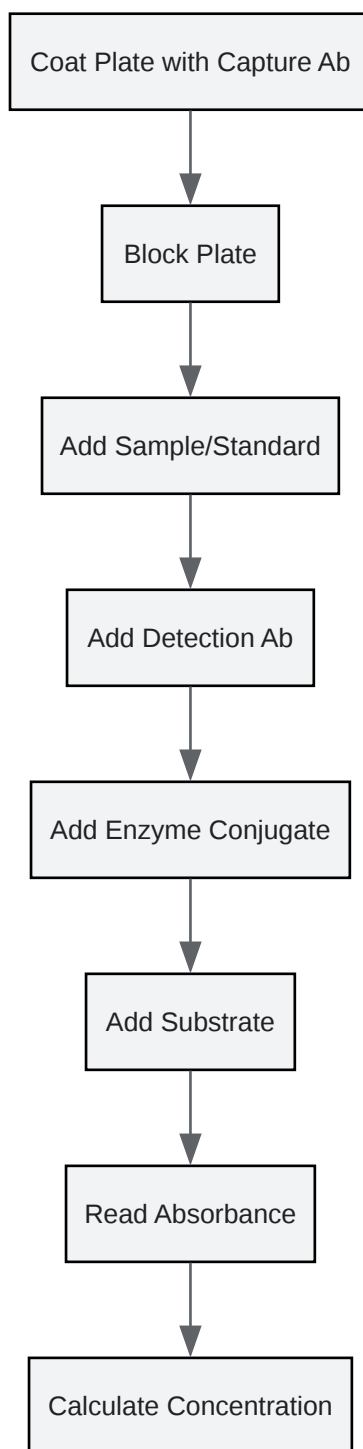 Coat Plate with Capture Ab
Block Plate
Add Sample/Standard
Add Detection Ab
Add Enzyme Conjugate
Add Substrate
Read Absorbance
Calculate Concentration